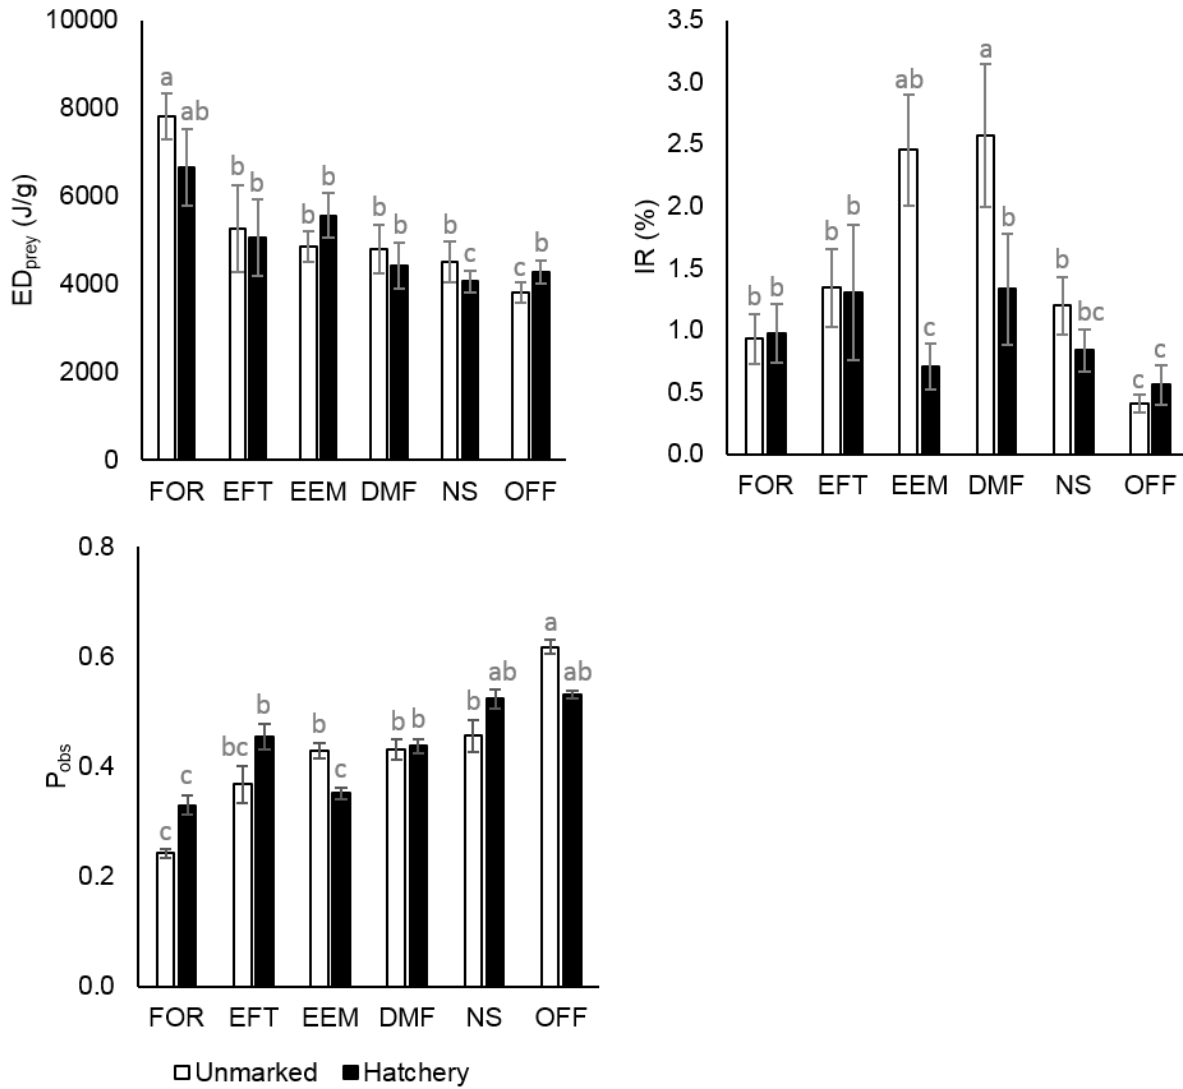 10000
8000
6000
4000
2000
0
EDprey (J/g)
a
ab
b
b
b
b
b
b
b
c
c
b
FOR EFT EEM DMF NS OFF
3.5
3.0
2.5
2.0
1.5
1.0
0.5
0.0
IR (%)
b
b
b
b
ab
c
a
b
b
bc
c
c
FOR EFT EEM DMF NS OFF
0.8
0.6
0.4
0.2
0.0
Pobs
c
c
bc
b
b
c
b
b
b
ab
a
ab
FOR EFT EEM DMF NS OFF
Unmarked Hatchery